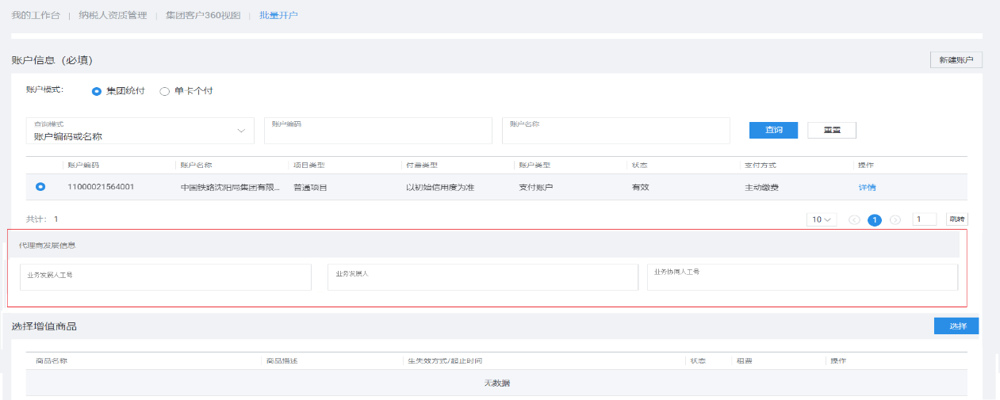 我的工作台 | 纳税人资质管理 | 集团客户360视图 | 批量开户
账户信息（必填） 新建账户
账户模式: 集团统付 单卡个付
查询模式 账户编码 账户名称
账户编码或名称 查询 重置
账户编码 账户名称 项目类型 付费类型 账户类型 状态 支付方式 操作
11000021564001 中国铁路沈阳局集团有限... 普通项目 以初始信用度为准 支付账户 有效 主动缴费 详情
共计: 1 10 1 1 跳转
代理商发展信息
业务发展人工号 业务发展人 业务协同人工号
选择增值商品 选择
商品名称 商品描述 生失效方式/起止时间 状态 租费 操作
无数据